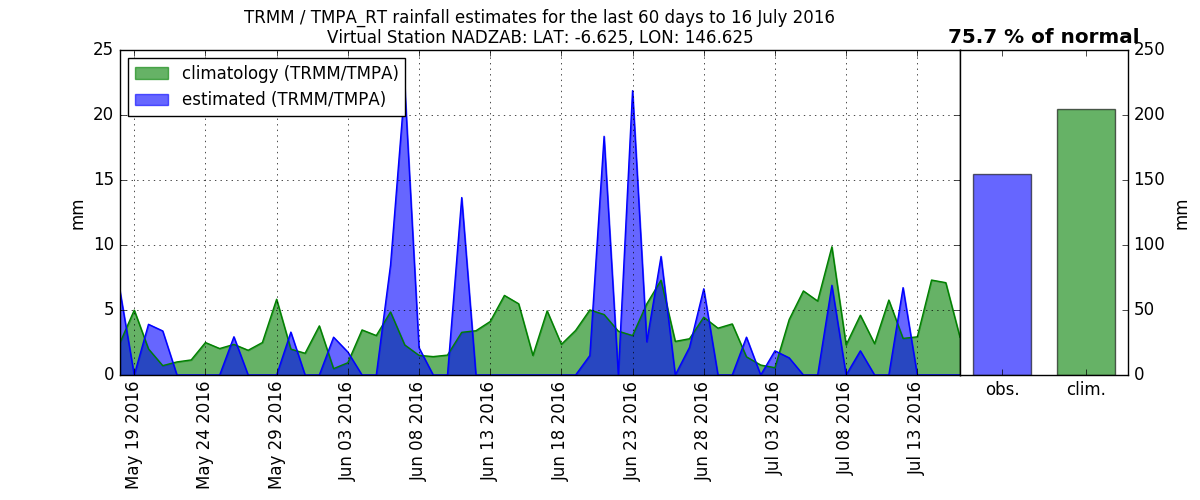 TRMM / TMPA_RT rainfall estimates for the last 60 days to 16 July 2016
Virtual Station NADZAB: LAT: -6.625, LON: 146.625
75.7 % of normal
climatology (TRMM/TMPA)
estimated (TRMM/TMPA)
25
20
15
10
5
0
mm
May 19 2016
May 24 2016
May 29 2016
Jun 03 2016
Jun 08 2016
Jun 13 2016
Jun 18 2016
Jun 23 2016
Jun 28 2016
Jul 03 2016
Jul 08 2016
Jul 13 2016
obs.
clim.
250
200
150
100
50
0
mm